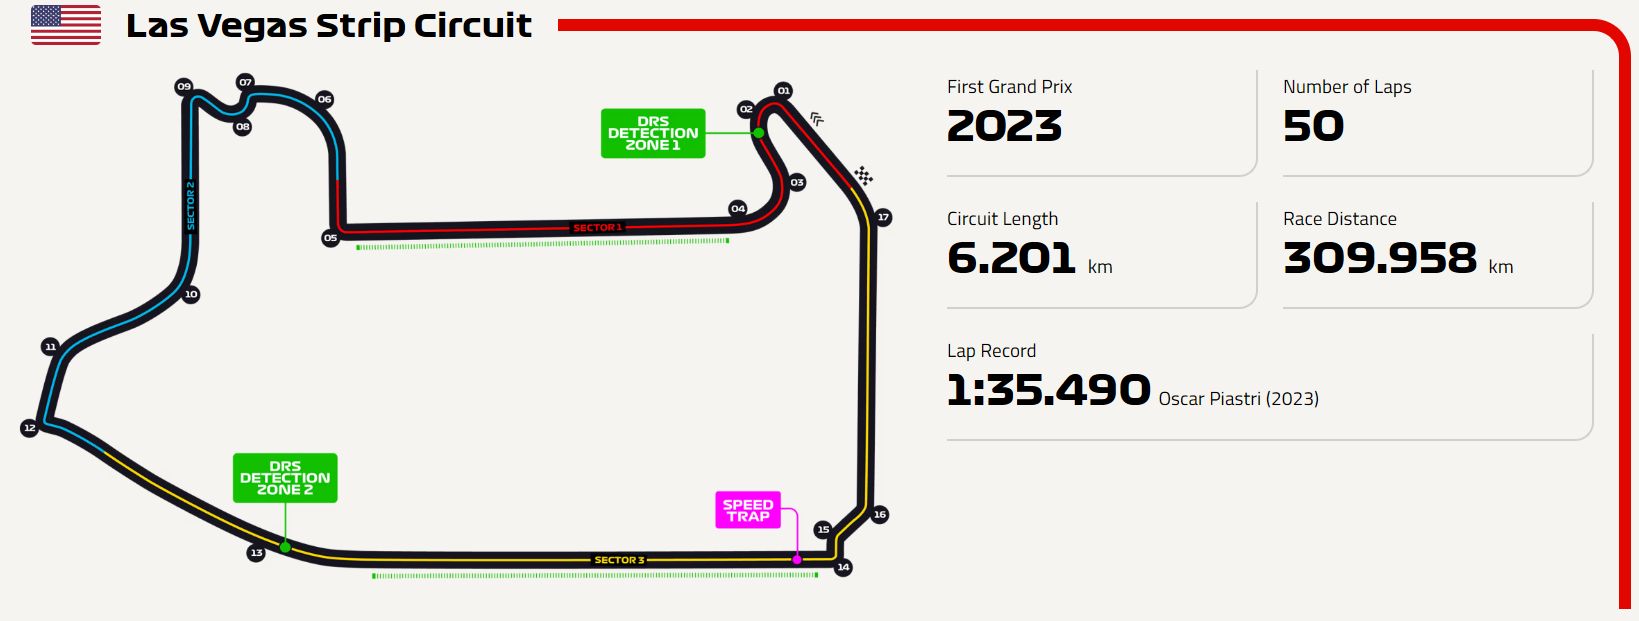 Las Vegas Strip Circuit
09
07
06
08
01
02
DRS
DETECTION
ZONE 1
03
04
SECTOR 2
17
05
SECTOR 1
10
11
12
DRS
DETECTION
ZONE 2
SPEED
TRAP
16
15
13
SECTOR 3
14
First Grand Prix
2023
Number of Laps
50
Circuit Length
6.201 km
Race Distance
309.958 km
Lap Record
1:35.490 Oscar Piastri (2023)